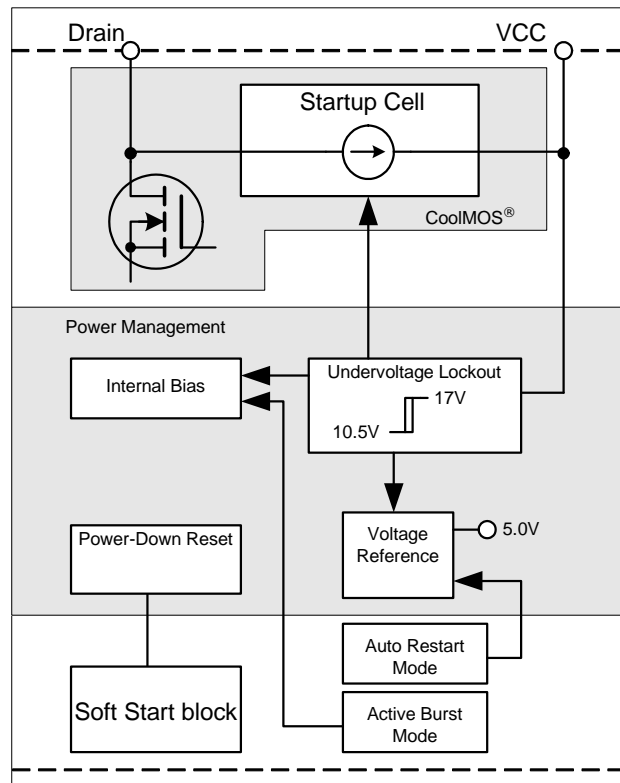 Drain
VCC
Startup Cell
CoolMOS®
Power Management
Undervoltage Lockout
Internal Bias
17V
10.5V
Power-Down Reset
Voltage
Reference
5.0V
Auto Restart
Mode
Soft Start block
Active Burst
Mode